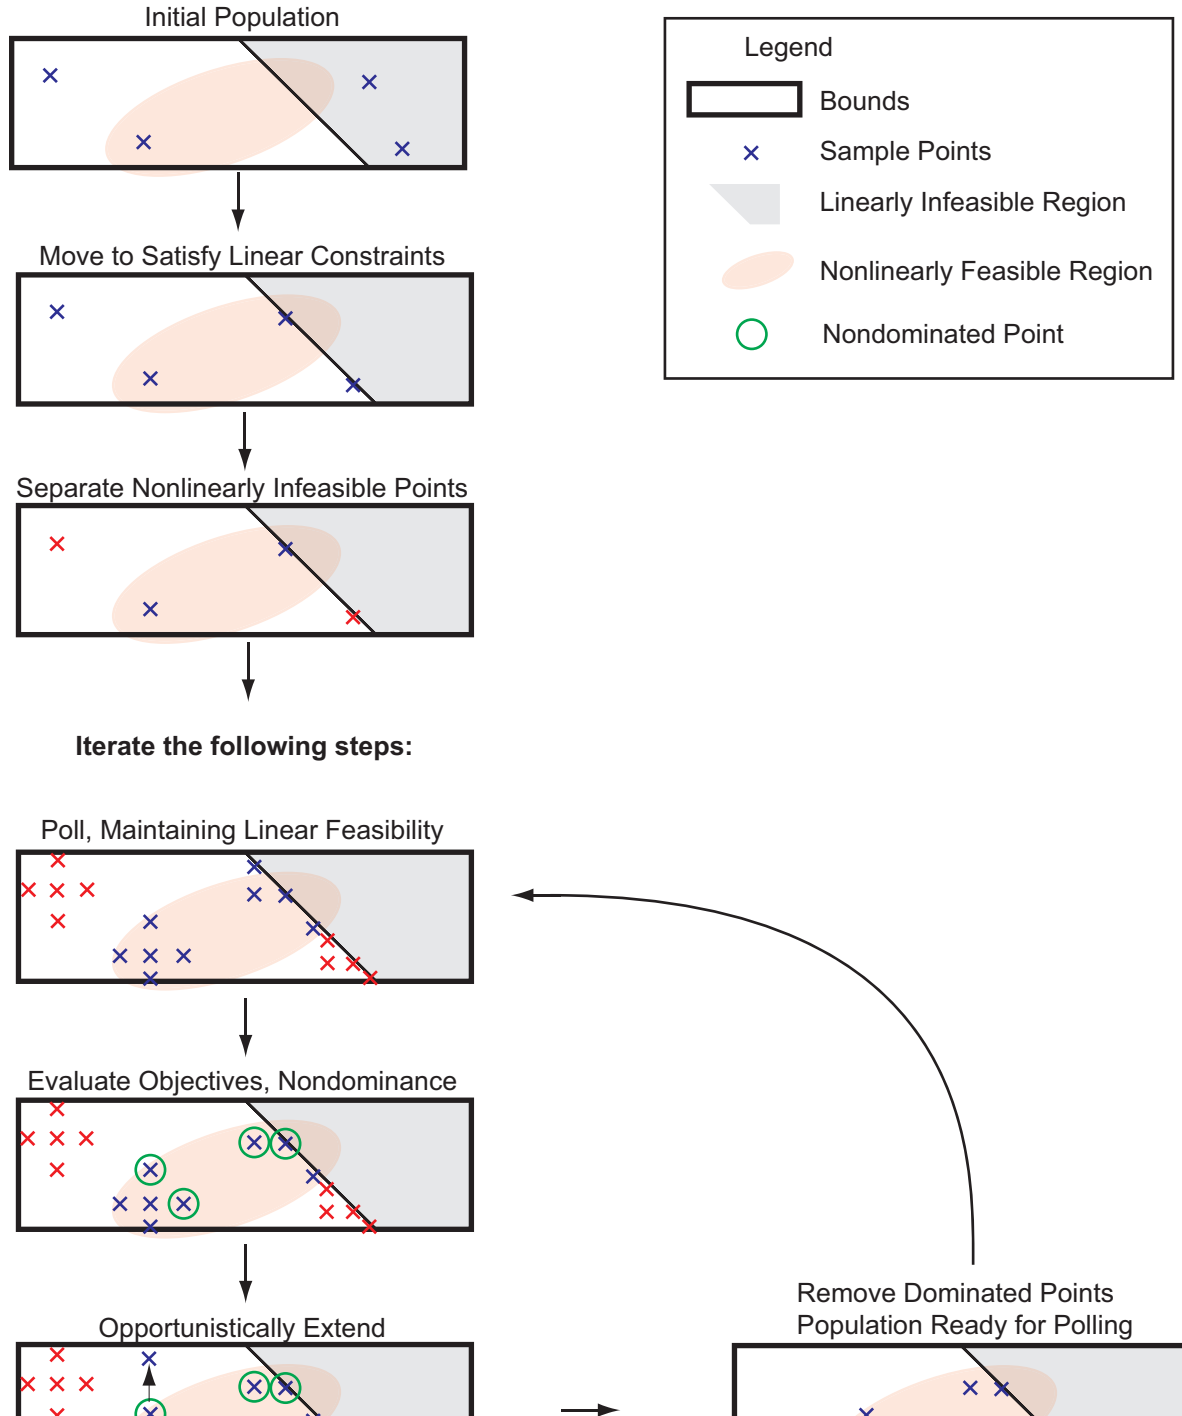 Initial Population
Legend
Bounds
Sample Points
Linearly Infeasible Region
Nonlinearly Feasible Region
Nondominated Point
Move to Satisfy Linear Constraints
Separate Nonlinearly Infeasible Points
Iterate the following steps:
Poll, Maintaining Linear Feasibility
Evaluate Objectives, Nondominance
Opportunistically Extend
Remove Dominated Points
Population Ready for Polling